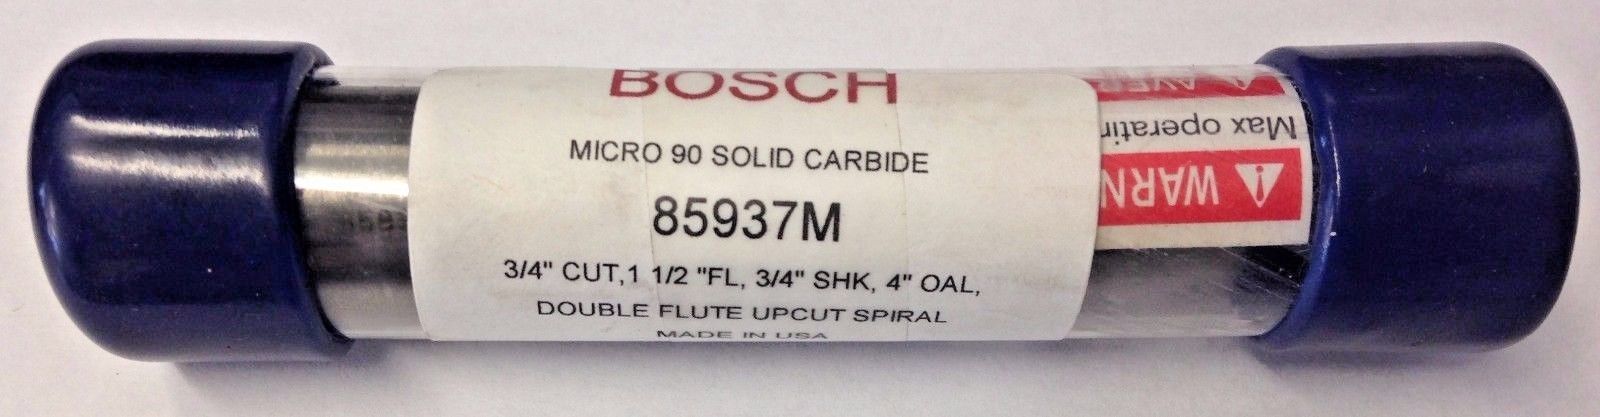 BOSCH
MICRO 90 SOLID CARBIDE
85937M
3/4" CUT,1 1/2 "FL, 3/4" SHK, 4" OAL,
DOUBLE FLUTE UPCUT SPIRAL
MADE IN USA
Max operatin
WARN